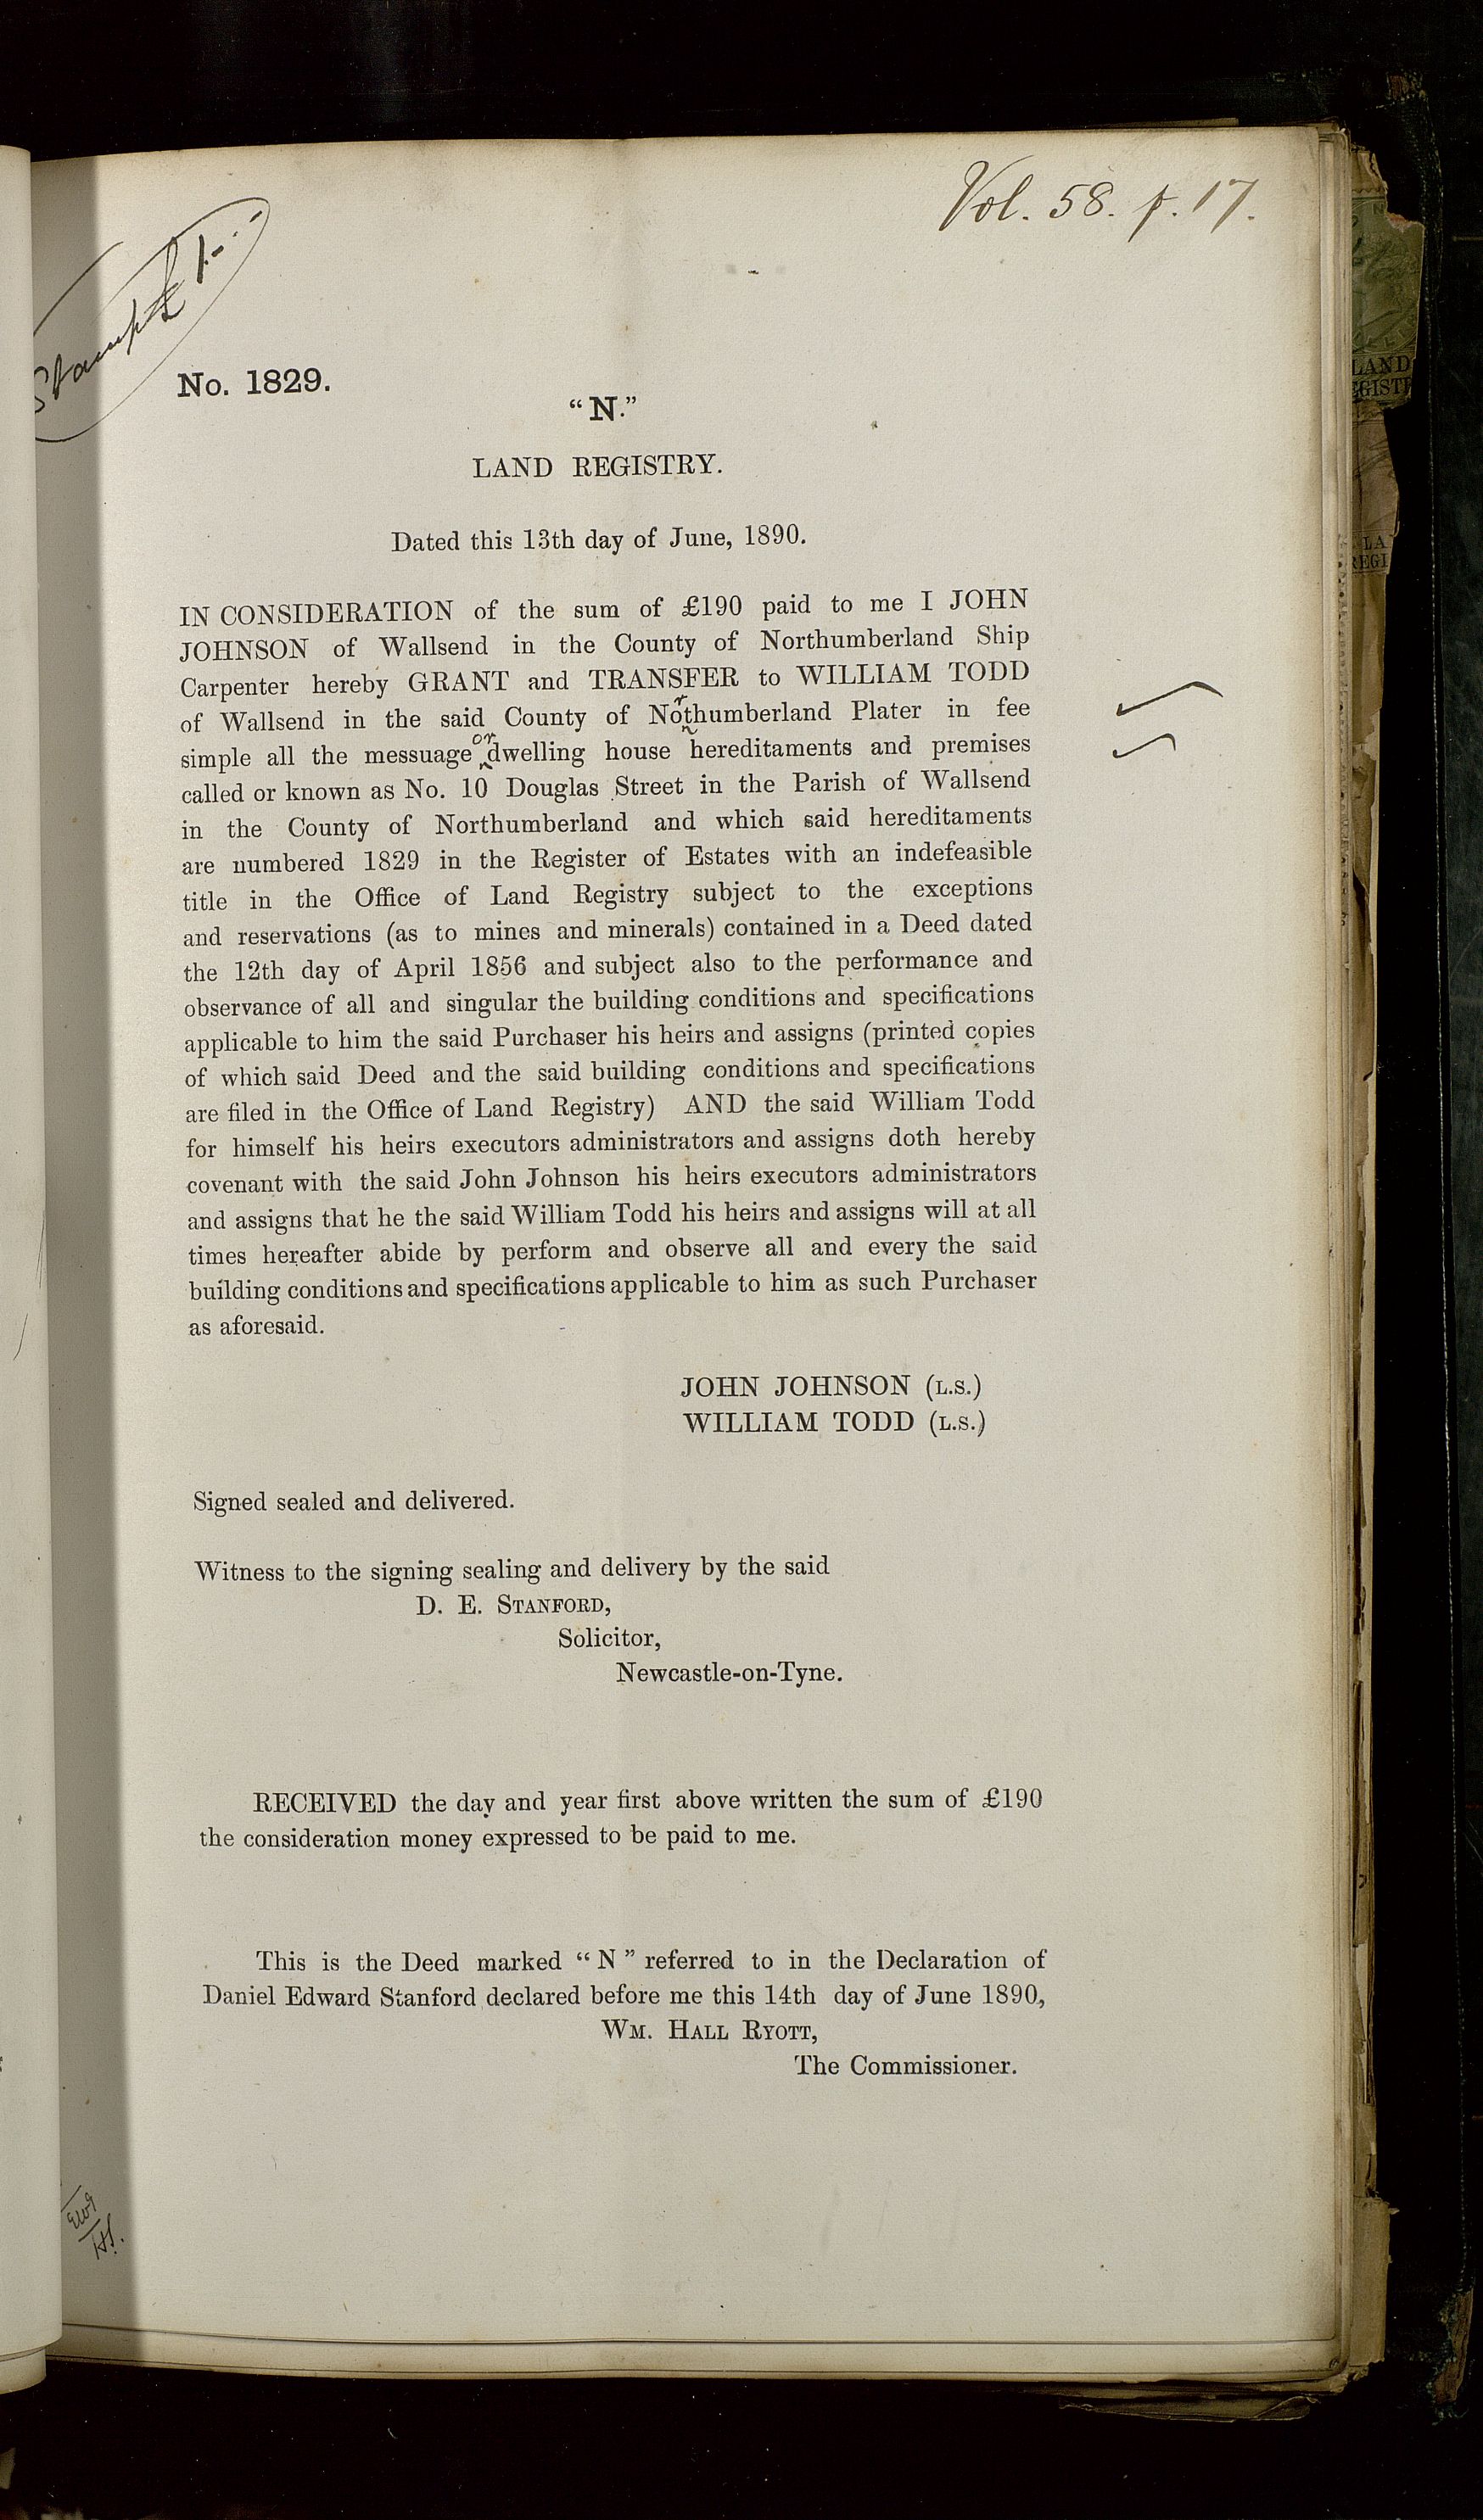 Vol. 58. p. 17.
Stamp £1.-.-
No. 1829.
“N.”
LAND REGISTRY.
Dated this 13th day of June, 1890.
IN CONSIDERATION of the sum of £190 paid to me I JOHN
JOHNSON of Wallsend in the County of Northumberland Ship
Carpenter hereby GRANT and TRANSFER to WILLIAM TODD
of Wallsend in the said County of Northumberland Plater in fee
simple all the messuage or dwelling house hereditaments and premises
called or known as No. 10 Douglas Street in the Parish of Wallsend
in the County of Northumberland and which said hereditaments
are numbered 1829 in the Register of Estates with an indefeasible
title in the Office of Land Registry subject to the exceptions
and reservations (as to mines and minerals) contained in a Deed dated
the 12th day of April 1856 and subject also to the performance and
observance of all and singular the building conditions and specifications
applicable to him the said Purchaser his heirs and assigns (printed copies
of which said Deed and the said building conditions and specifications
are filed in the Office of Land Registry) AND the said William Todd
for himself his heirs executors administrators and assigns doth hereby
covenant with the said John Johnson his heirs executors administrators
and assigns that he the said William Todd his heirs and assigns will at all
times hereafter abide by perform and observe all and every the said
building conditions and specifications applicable to him as such Purchaser
as aforesaid.
JOHN JOHNSON (L.S.)
WILLIAM TODD (L.S.)
Signed sealed and delivered.
Witness to the signing sealing and delivery by the said
D. E. STANFORD,
Solicitor,
Newcastle-on-Tyne.
RECEIVED the day and year first above written the sum of £190
the consideration money expressed to be paid to me.
This is the Deed marked “N” referred to in the Declaration of
Daniel Edward Stanford declared before me this 14th day of June 1890,
WM. HALL RYOTT,
The Commissioner.
LAND